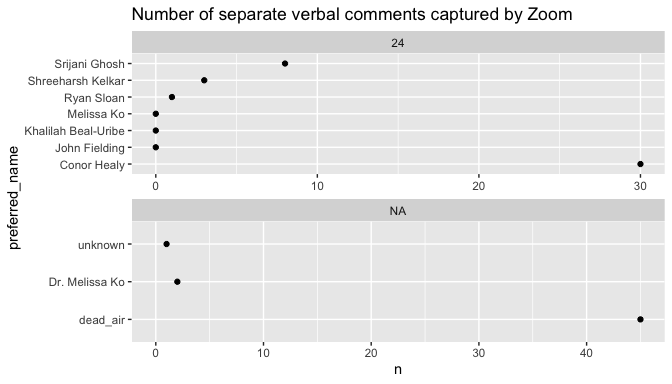 Number of separate verbal comments captured by Zoom
24
Srijani Ghosh
Shreeharsh Kelkar
Ryan Sloan
Melissa Ko
Khalilah Beal-Uribe
John Fielding
Conor Healy
0 10 20 30
preferred_name
NA
unknown
Dr. Melissa Ko
dead_air
0 10 20 30 40
n